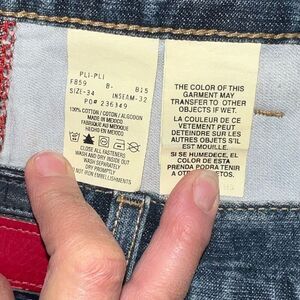 PLI-PLI
F859 B- BiS
SIZE-34 INSEAM-32
PO# 236349
100% COTTON / COTON / ALGODON
MADE IN MEXICO
FABRIQUE AU MEXIQUE
HECHO EN MEXICO
CLOSE ALL FASTENERS
WASH AND DRY INSIDE OUT
WASH SEPARATELY
DRY PROMPTLY
DO NOT IRON EMBELLISHMENTS
THE COLOR OF THIS
GARMENT MAY
TRANSFER TO OTHER
OBJECTS IF WET.
LA COULEUR DE CE
VETEMENT PEUT
DETEINDRE SUR LES
AUTRES OBJETS S'IL
EST MOUILLE.
SI SE HUMEDECE, EL
COLOR DE ESTA
PRENDA PODRA TENIR
A OTROS OBJETOS.